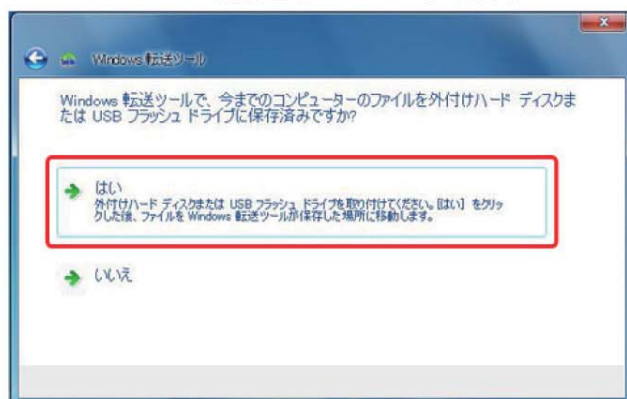 Windows 転送ツール
Windows 転送ツールで、今までのコンピューターのファイルを外付けハード ディスクま
たは USB フラッシュ ドライブに保存済みですか?
はい
外付けハード ディスクまたは USB フラッシュ ドライブを取り付けてください。[はい] をクリッ
クした後、ファイルを Windows 転送ツールが保存した場所に移動します。
いいえ